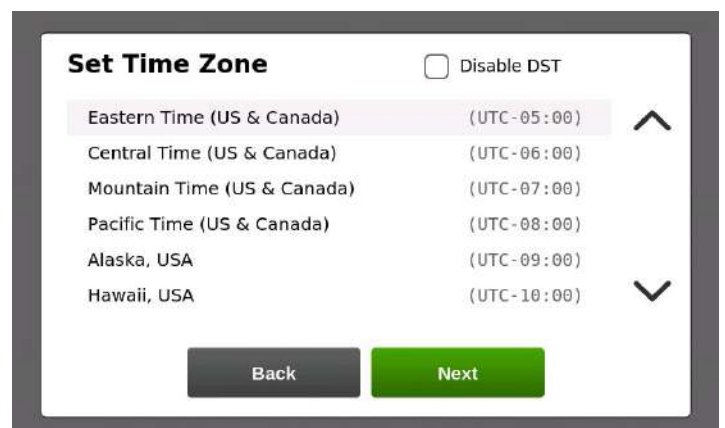 Set Time Zone
Disable DST
Eastern Time (US & Canada) (UTC-05:00)
Central Time (US & Canada) (UTC-06:00)
Mountain Time (US & Canada) (UTC-07:00)
Pacific Time (US & Canada) (UTC-08:00)
Alaska, USA (UTC-09:00)
Hawaii, USA (UTC-10:00)
Back
Next